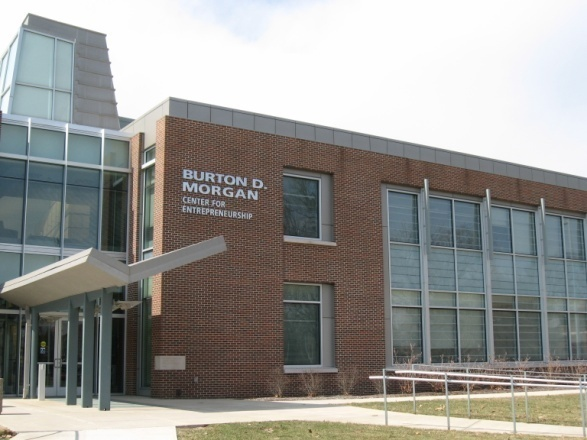 BURTON D.
MORGAN
CENTER FOR
ENTREPRENEURSHIP